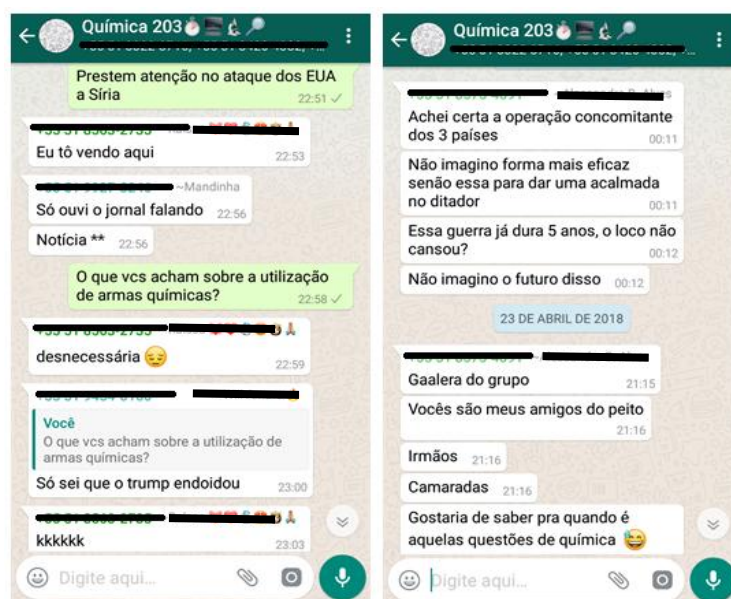 Química 203
Prestem atenção no ataque dos EUA
a Síria
22:51
Eu tô vendo aqui
22:53
~Mandinha
Só ouvi o jornal falando 22:56
Notícia ** 22:56
O que vcs acham sobre a utilização
de armas químicas?
22:58
desnecessária 😔
22:59
Você
O que vcs acham sobre a utilização de
armas químicas?
Só sei que o trump endoidou
23:00
kkkkkk
23:03
Digite aqui...
Química 203
Achei certa a operação concomitante
dos 3 países
00:11
Não imagino forma mais eficaz
senão essa para dar uma acalmada
no ditador
00:11
Essa guerra já dura 5 anos, o loco não
cansou?
00:12
Não imagino o futuro disso 00:12
23 DE ABRIL DE 2018
Gaalera do grupo
21:15
Vocês são meus amigos do peito
21:16
Irmãos 21:16
Camaradas 21:16
Gostaria de saber pra quando é
aquelas questões de química 😅
Digite aqui...